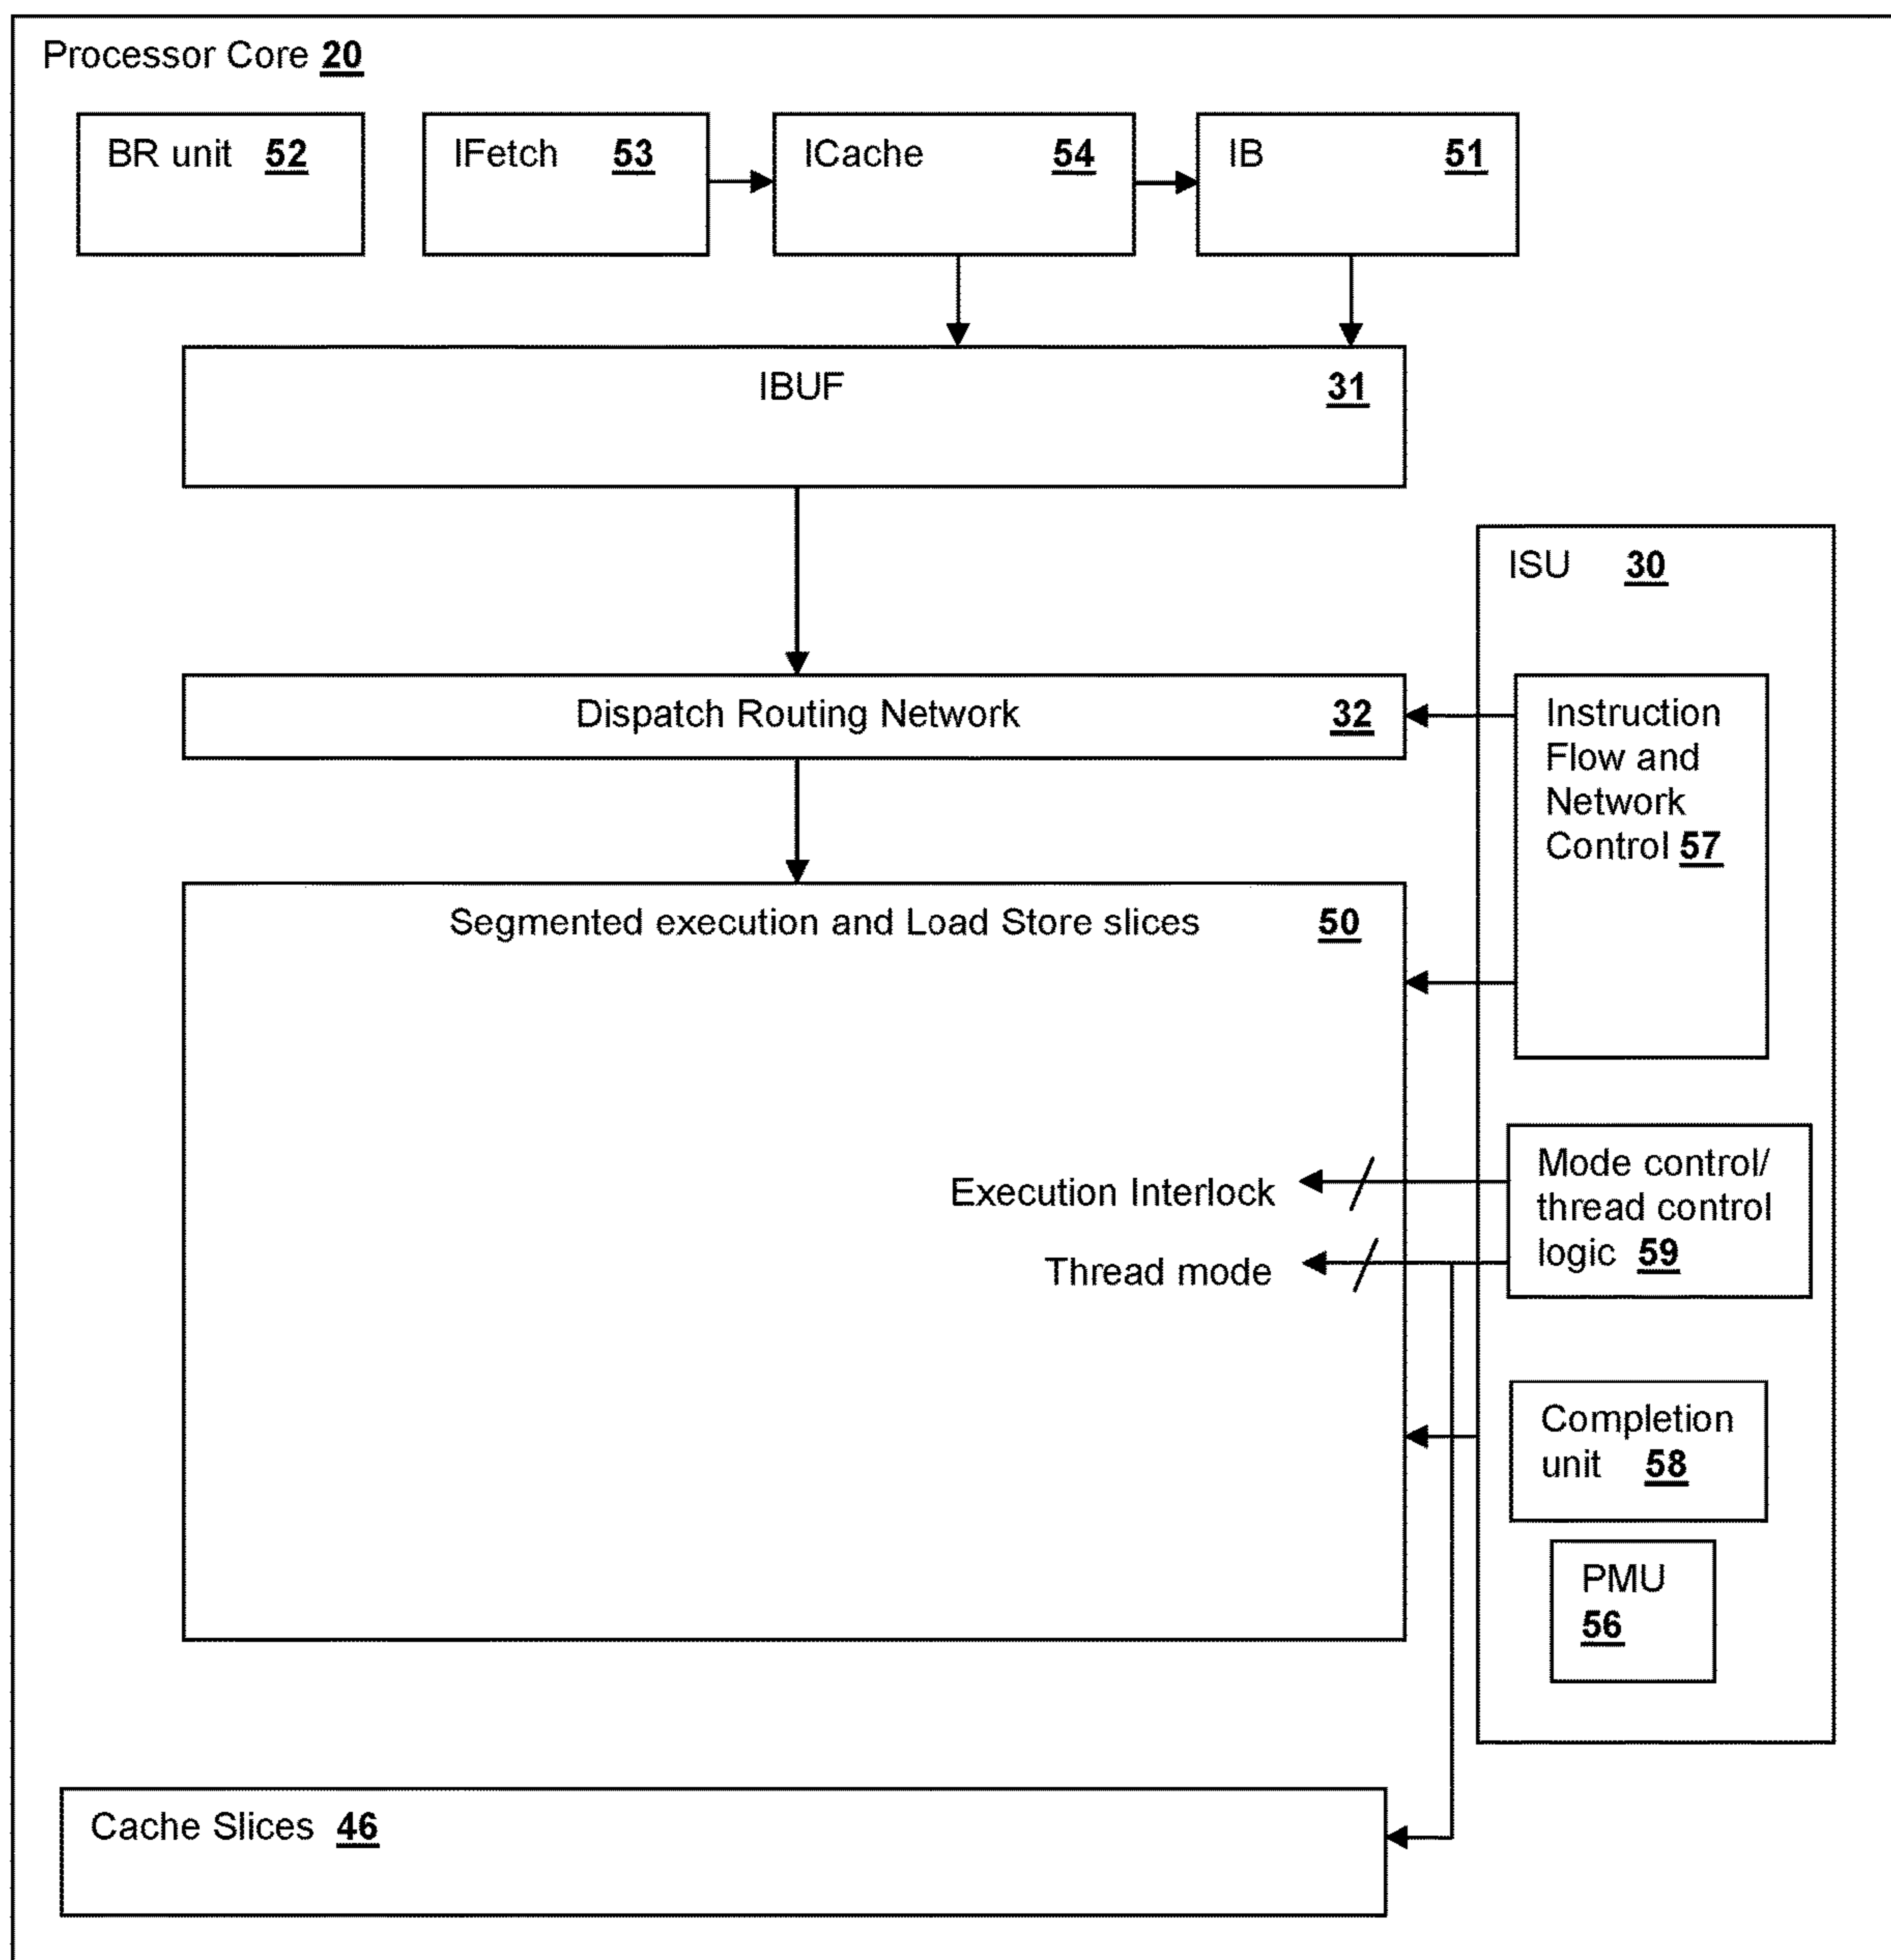 Processor Core 20
BR unit 52
IFetch 53
ICache 54
IB 51
IBUF 31
ISU 30
Dispatch Routing Network 32
Instruction
Flow and
Network
Control 57
Segmented execution and Load Store slices 50
Execution Interlock
Thread mode
Mode control/
thread control
logic 59
Completion
unit 58
PMU
56
Cache Slices 46